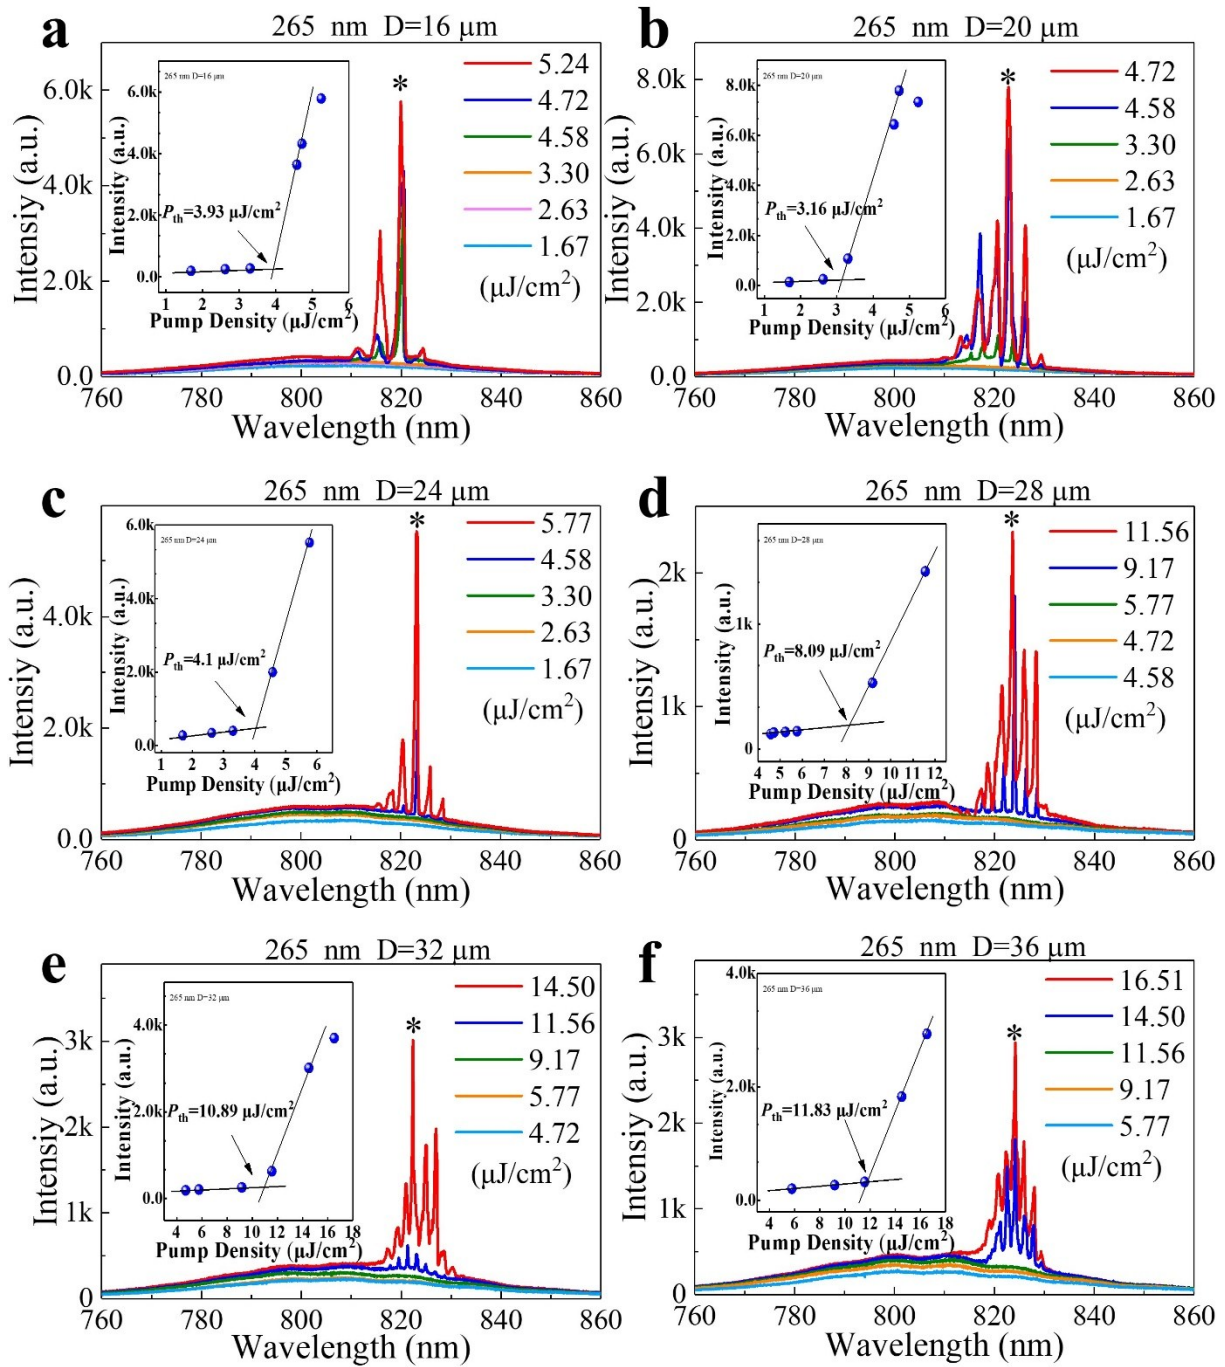 a
265 nm D=16 μm
Intensiy (a.u.)
6.0k
4.0k
2.0k
0.0
760 780 800 820 840 860
Wavelength (nm)
*
5.24
4.72
4.58
3.30
2.63
1.67
(μJ/cm²)
265 nm D=16 μm
Intensity (a.u.)
6.0k
4.0k
2.0k
0.0
Pth=3.93 μJ/cm²
1 2 3 4 5 6
Pump Density (μJ/cm²)
b
265 nm D=20 μm
Intensiy (a.u.)
8.0k
6.0k
4.0k
2.0k
0.0
760 780 800 820 840 860
Wavelength (nm)
*
4.72
4.58
3.30
2.63
1.67
(μJ/cm²)
265 nm D=20 μm
Intensity (a.u.)
8.0k
6.0k
4.0k
2.0k
0.0
Pth=3.16 μJ/cm²
1 2 3 4 5 6
Pump Density (μJ/cm²)
c
265 nm D=24 μm
Intensiy (a.u.)
4.0k
2.0k
0.0
760 780 800 820 840 860
Wavelength (nm)
*
5.77
4.58
3.30
2.63
1.67
(μJ/cm²)
265 nm D=24 μm
Intensity (a.u.)
6.0k
4.0k
2.0k
0.0
Pth=4.1 μJ/cm²
1 2 3 4 5 6
Pump Density (μJ/cm²)
d
265 nm D=28 μm
Intensiy (a.u.)
2k
1k
0
760 780 800 820 840 860
Wavelength (nm)
*
11.56
9.17
5.77
4.72
4.58
(μJ/cm²)
265 nm D=28 μm
Intensity (a.u.)
1k
0
Pth=8.09 μJ/cm²
4 5 6 7 8 9 10 11 12
Pump Density (μJ/cm²)
e
265 nm D=32 μm
Intensiy (a.u.)
3k
2k
1k
0
760 780 800 820 840 860
Wavelength (nm)
*
14.50
11.56
9.17
5.77
4.72
(μJ/cm²)
265 nm D=32 μm
Intensity (a.u.)
4.0k
2.0k
0.0
Pth=10.89 μJ/cm²
4 6 8 10 12 14 16 18
Pump Density (μJ/cm²)
f
265 nm D=36 μm
Intensiy (a.u.)
3k
2k
1k
0
760 780 800 820 840 860
Wavelength (nm)
*
16.51
14.50
11.56
9.17
5.77
(μJ/cm²)
265 nm D=36 μm
Intensity (a.u.)
4.0k
2.0k
0.0
Pth=11.83 μJ/cm²
4 6 8 10 12 14 16 18
Pump Density (μJ/cm²)